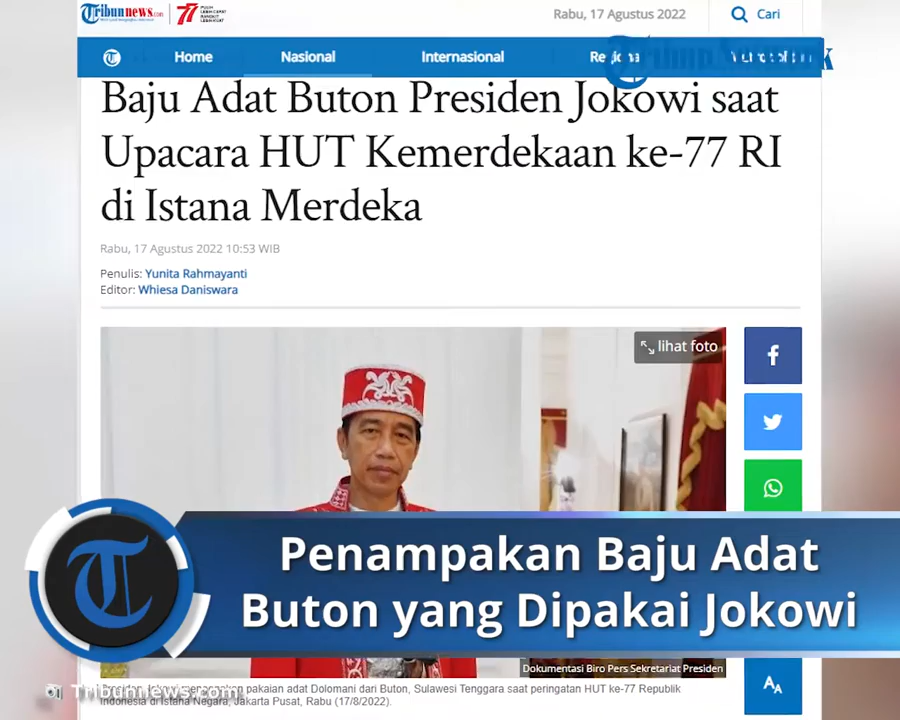 Tribunnews.com
77
Rabu, 17 Agustus 2022
Cari
Home
Nasional
Internasional
Baju Adat Buton Presiden Jokowi saat
Upacara HUT Kemerdekaan ke-77 RI
di Istana Merdeka
Rabu, 17 Agustus 2022 10:53 WIB
Penulis: Yunita Rahmayanti
Editor: Whiesa Daniswara
lihat foto
Penampakan Baju Adat
Buton yang Dipakai Jokowi
Dokumentasi Biro Pers Sekretariat Presiden
AA
Tribunnews.com
pakaian adat Dolomani dari Buton, Sulawesi Tenggara saat peringatan HUT ke-77 Republik
Indonesia di Istana Negara, Jakarta Pusat, Rabu (17/8/2022).